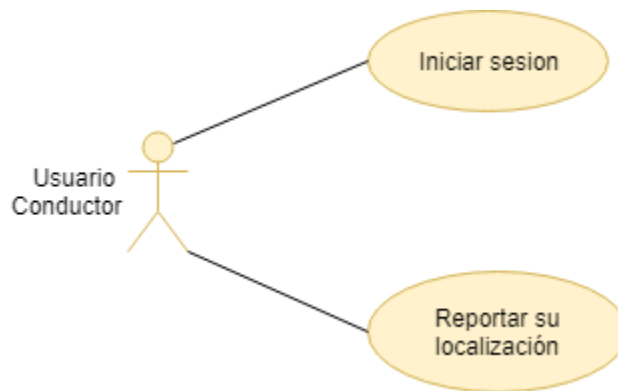 Iniciar sesion
Usuario
Conductor
Reportar su
localización